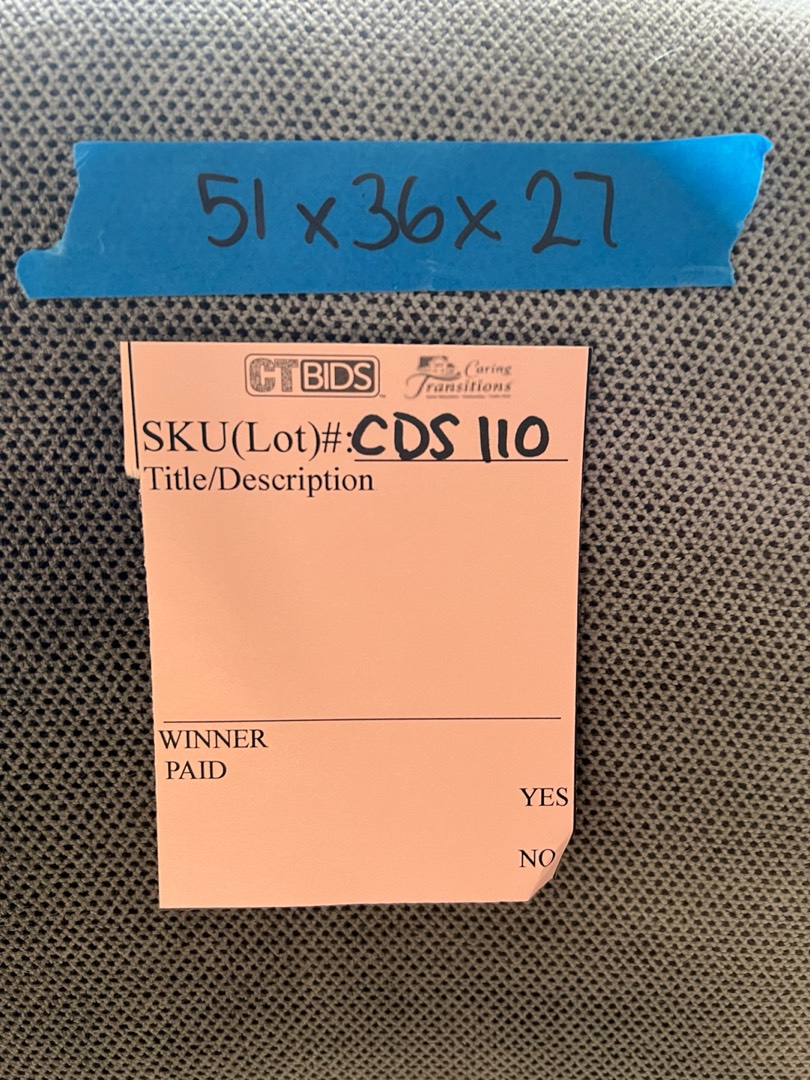 51 x 36 x 27
CTBIDS
Caring
Transitions
SKU(Lot)#: CDS 110
Title/Description
WINNER
PAID
YES
NO